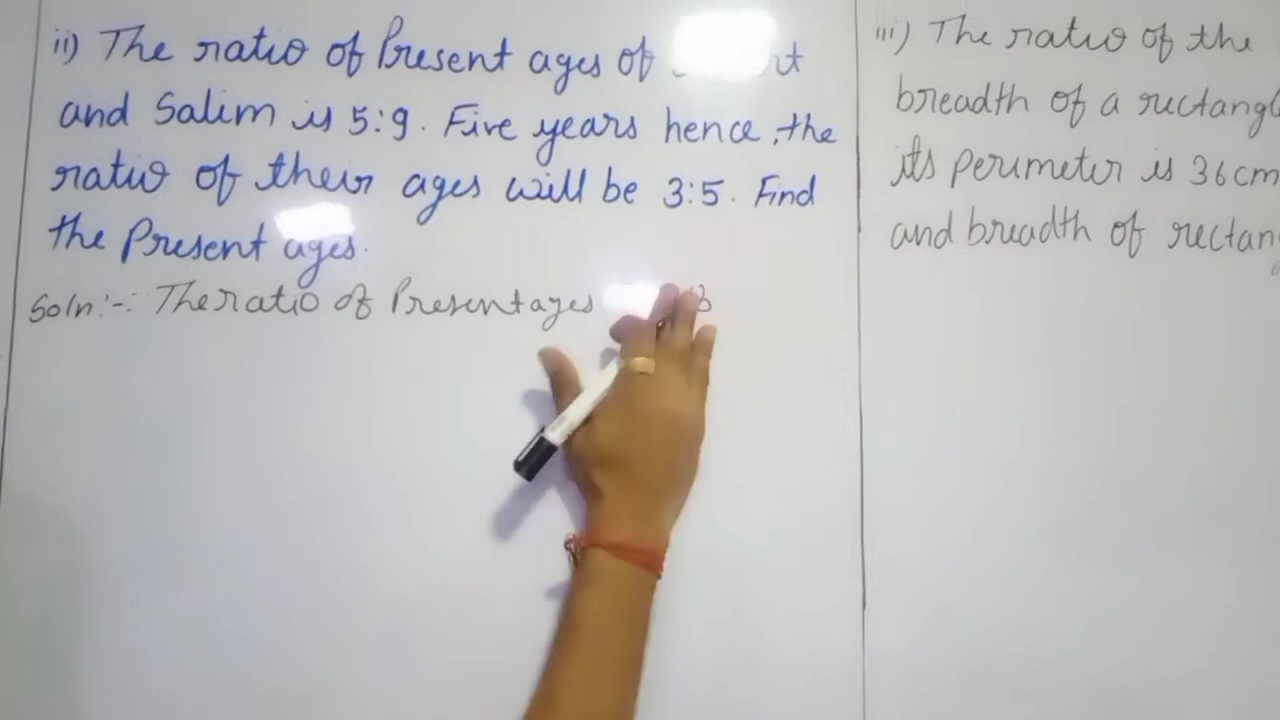 ii) The ratio of Present ages of
and Salim is 5:9. Five years hence, the
ratio of their ages will be 3:5. Find
the Present ages.
Soln:-: The ratio of Present ages
iii) The ratio of the
breadth of a
its perimeter is 36cm
and breadth of